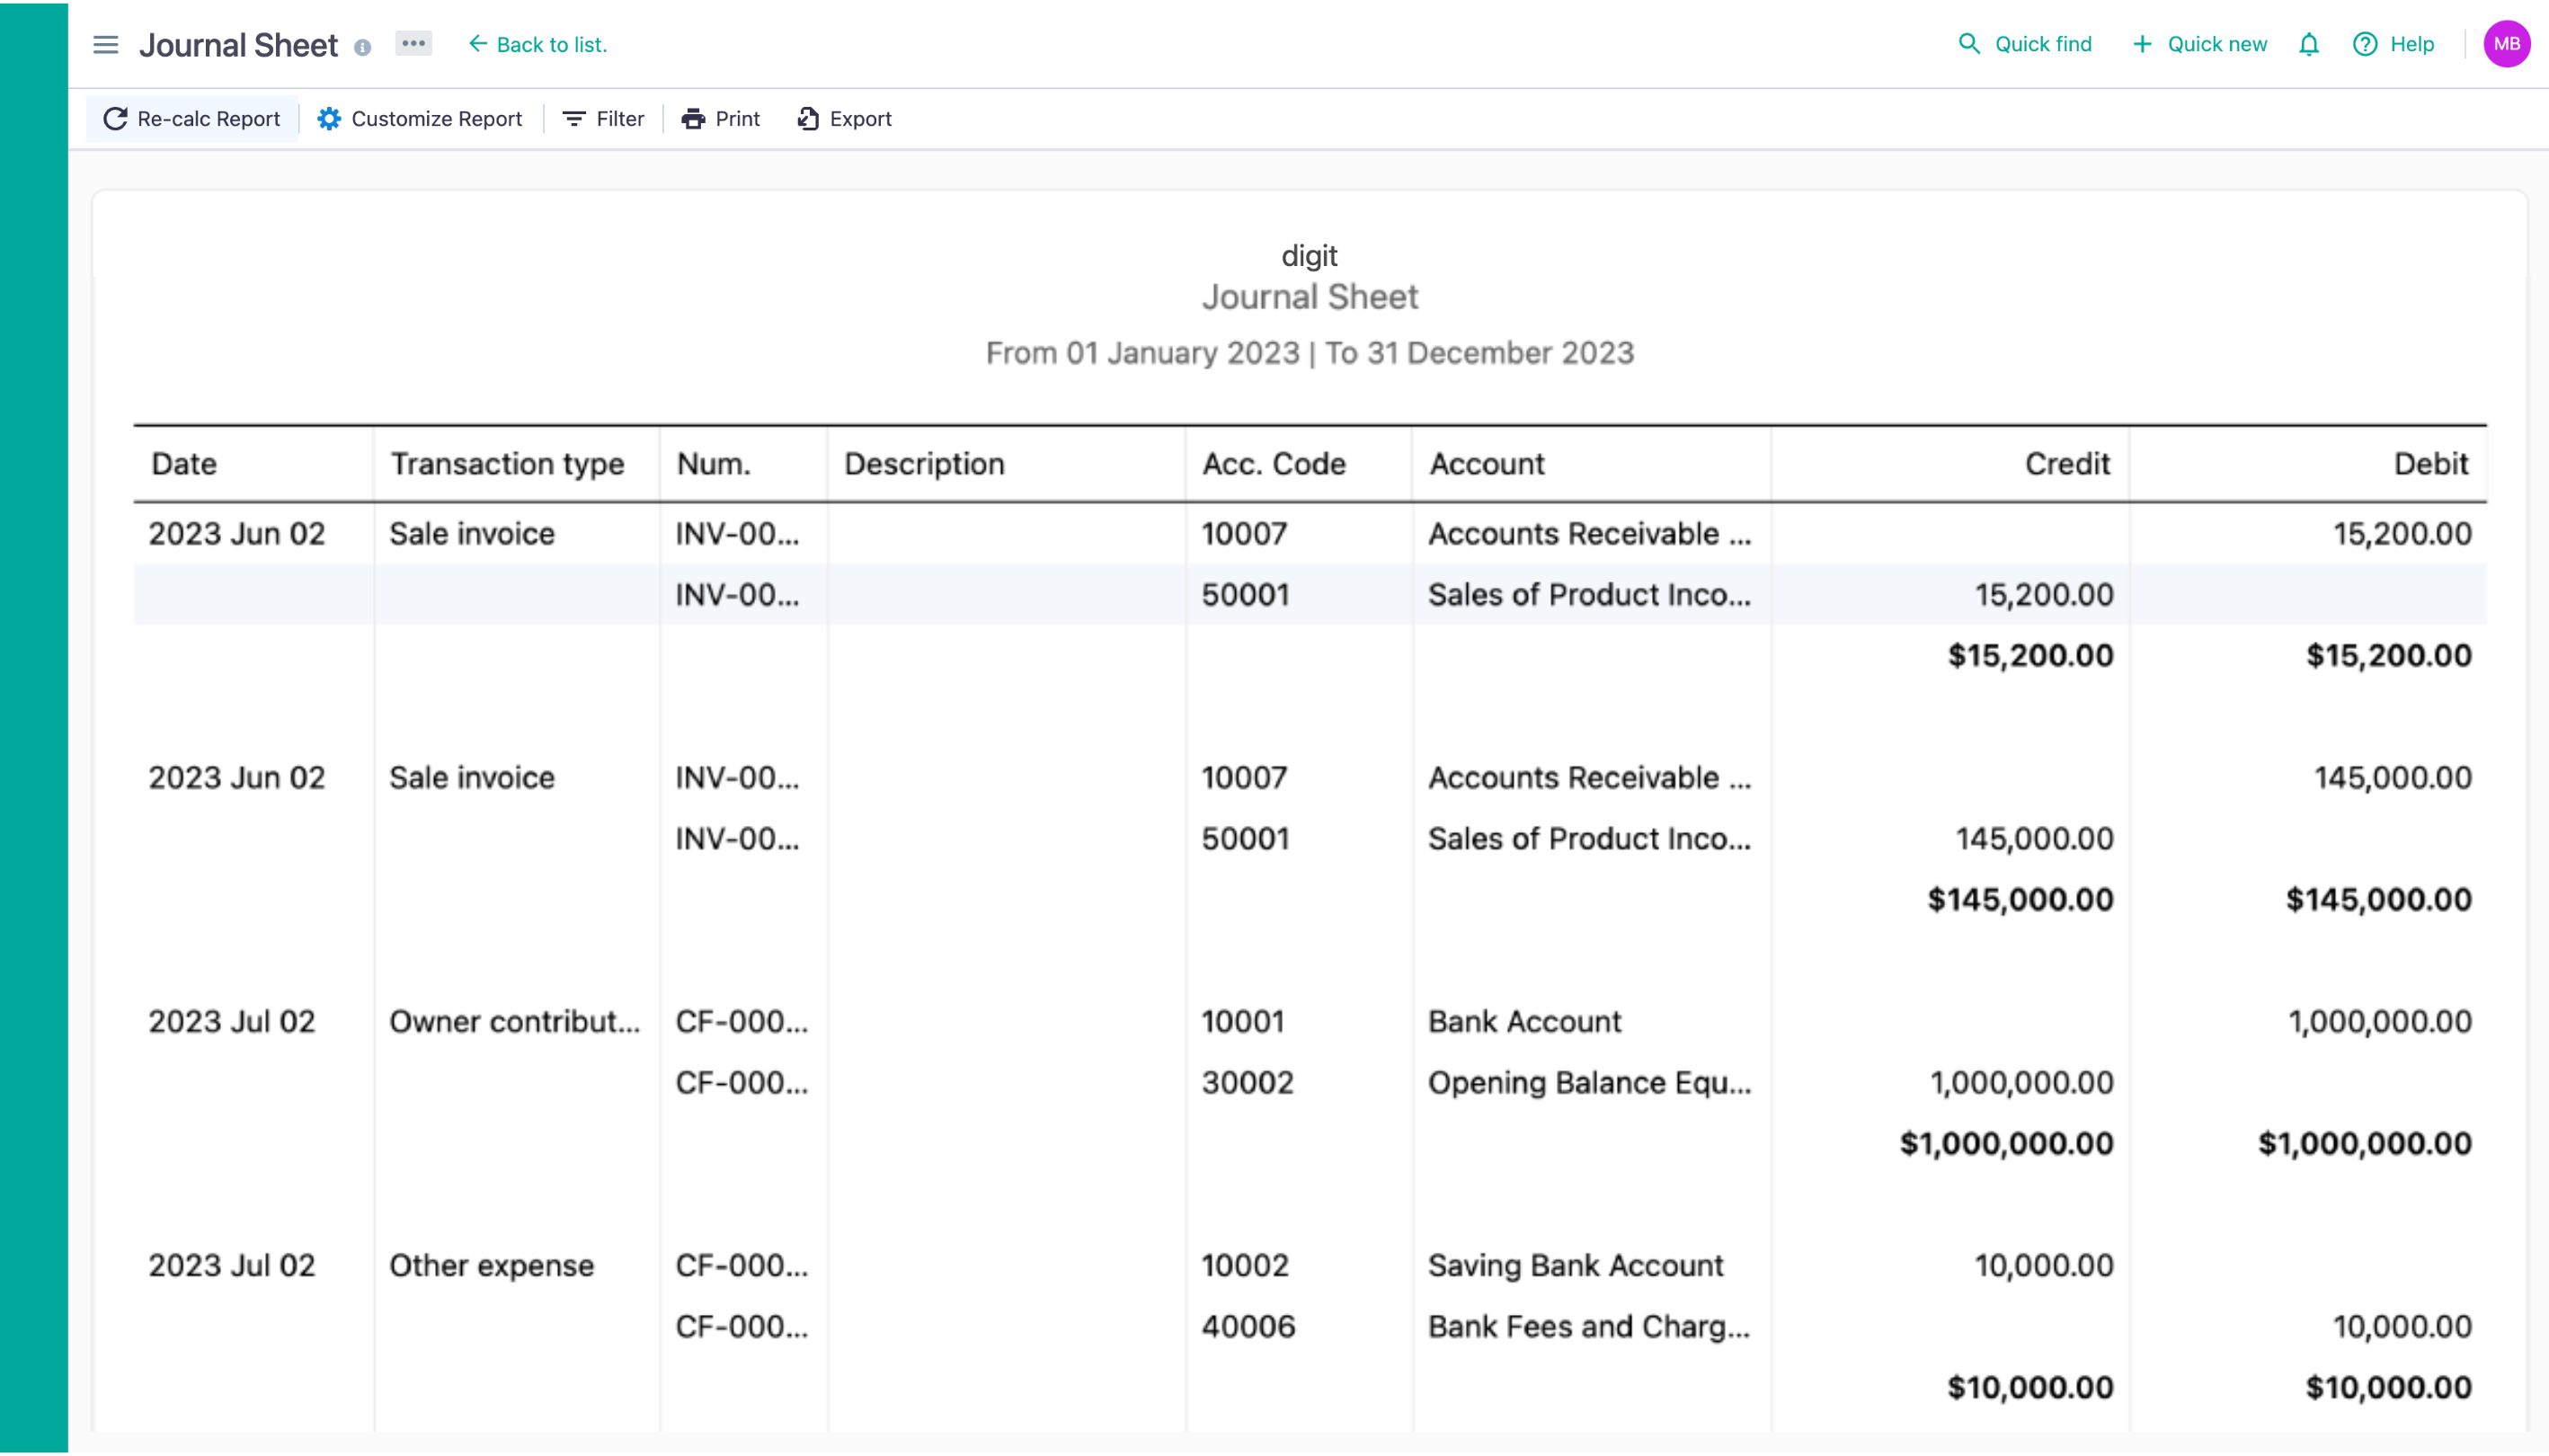 Journal Sheet ← Back to list. Quick find + Quick new Help MB
Re-calc Report Customize Report Filter Print Export
digit
Journal Sheet
From 01 January 2023 | To 31 December 2023
Date Transaction type Num. Description Acc. Code Account Credit Debit
2023 Jun 02 Sale invoice INV-00... 10007 Accounts Receivable ... 15,200.00
INV-00... 50001 Sales of Product Inco... 15,200.00
$15,200.00 $15,200.00
2023 Jun 02 Sale invoice INV-00... 10007 Accounts Receivable ... 145,000.00
INV-00... 50001 Sales of Product Inco... 145,000.00
$145,000.00 $145,000.00
2023 Jul 02 Owner contribut... CF-000... 10001 Bank Account 1,000,000.00
CF-000... 30002 Opening Balance Equ... 1,000,000.00
$1,000,000.00 $1,000,000.00
2023 Jul 02 Other expense CF-000... 10002 Saving Bank Account 10,000.00
CF-000... 40006 Bank Fees and Charg... 10,000.00
$10,000.00 $10,000.00